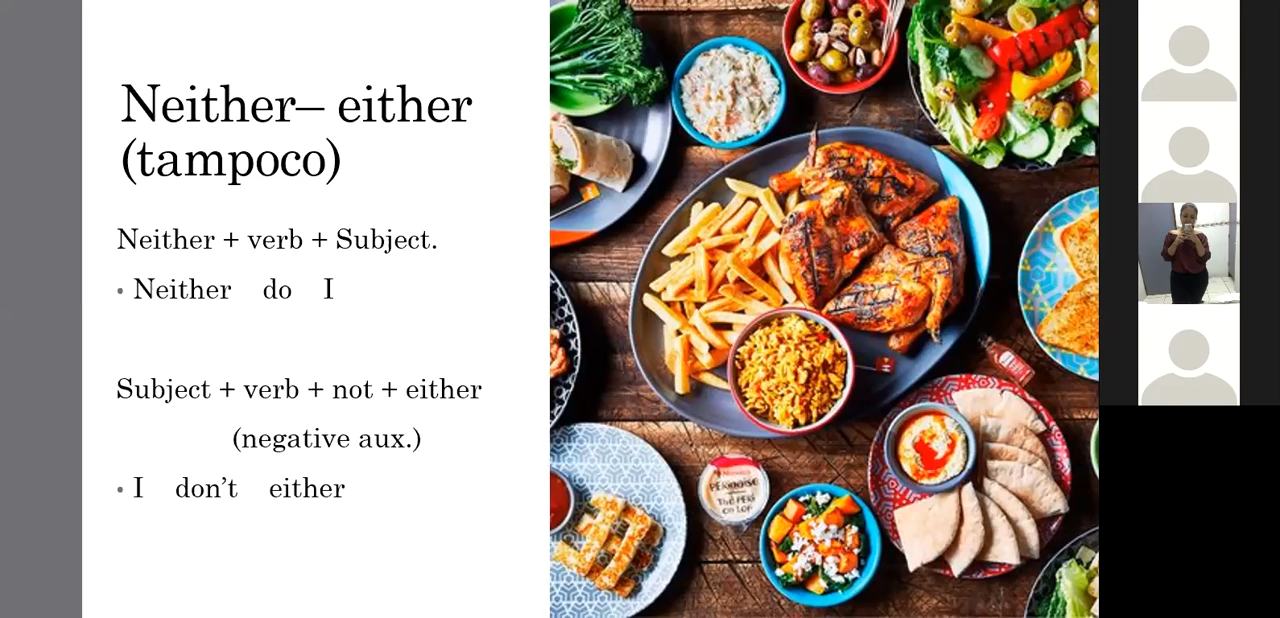 Neither– either
(tampoco)
Neither + verb + Subject.
• Neither do I
Subject + verb + not + either
(negative aux.)
• I don’t either